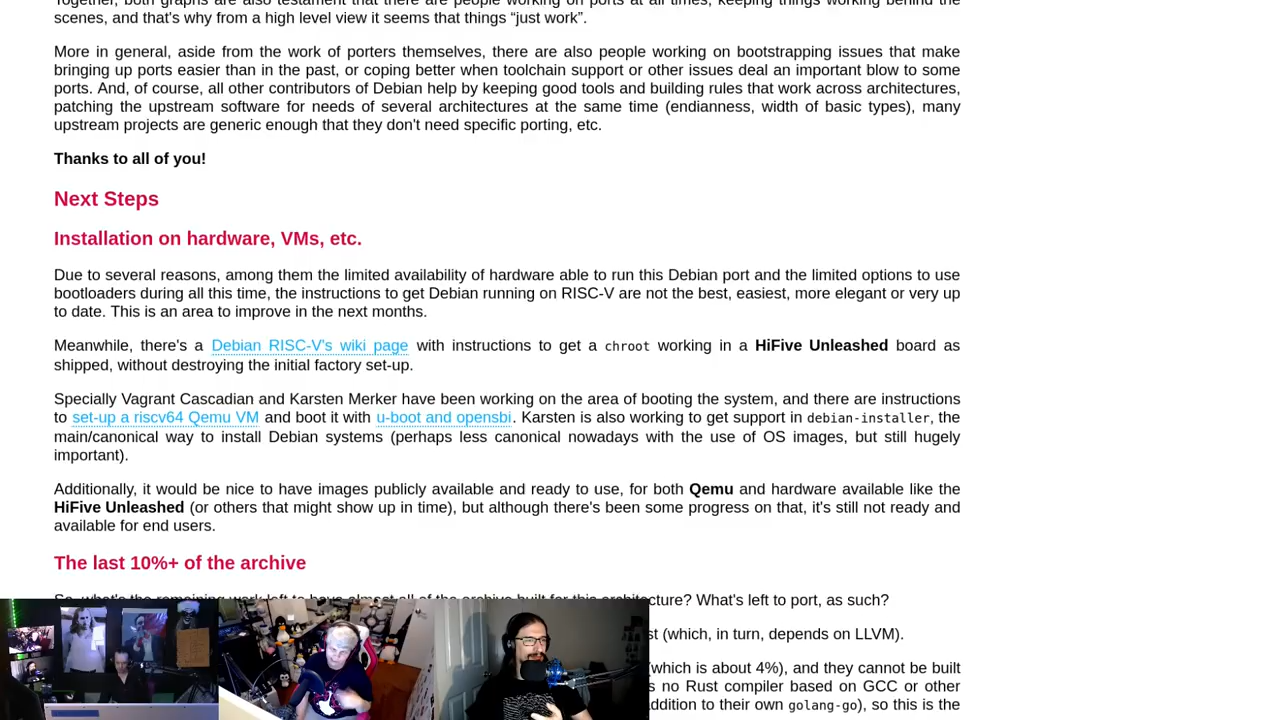 Together, both graphs are also testament that there are people working on ports at all times, keeping things working behind the
scenes, and that's why from a high level view it seems that things “just work”.
More in general, aside from the work of porters themselves, there are also people working on bootstrapping issues that make
bringing up ports easier than in the past, or coping better when toolchain support or other issues deal an important blow to some
ports. And, of course, all other contributors of Debian help by keeping good tools and building rules that work across architectures,
patching the upstream software for needs of several architectures at the same time (endianness, width of basic types), many
upstream projects are generic enough that they don't need specific porting, etc.
Thanks to all of you!
Next Steps
Installation on hardware, VMs, etc.
Due to several reasons, among them the limited availability of hardware able to run this Debian port and the limited options to use
bootloaders during all this time, the instructions to get Debian running on RISC-V are not the best, easiest, more elegant or very up
to date. This is an area to improve in the next months.
Meanwhile, there's a Debian RISC-V's wiki page with instructions to get a chroot working in a HiFive Unleashed board as
shipped, without destroying the initial factory set-up.
Specially Vagrant Cascadian and Karsten Merker have been working on the area of booting the system, and there are instructions
to set-up a riscv64 Qemu VM and boot it with u-boot and opensbi. Karsten is also working to get support in debian-installer, the
main/canonical way to install Debian systems (perhaps less canonical nowadays with the use of OS images, but still hugely
important).
Additionally, it would be nice to have images publicly available and ready to use, for both Qemu and hardware available like the
HiFive Unleashed (or others that might show up in time), but although there's been some progress on that, it's still not ready and
available for end users.
The last 10%+ of the archive
So, what's the remaining work left to have almost all of the archive built for this architecture? What's left to port, as such?
st (which, in turn, depends on LLVM).
(which is about 4%), and they cannot be built
s no Rust compiler based on GCC or other
ddition to their own golang-go), so this is the